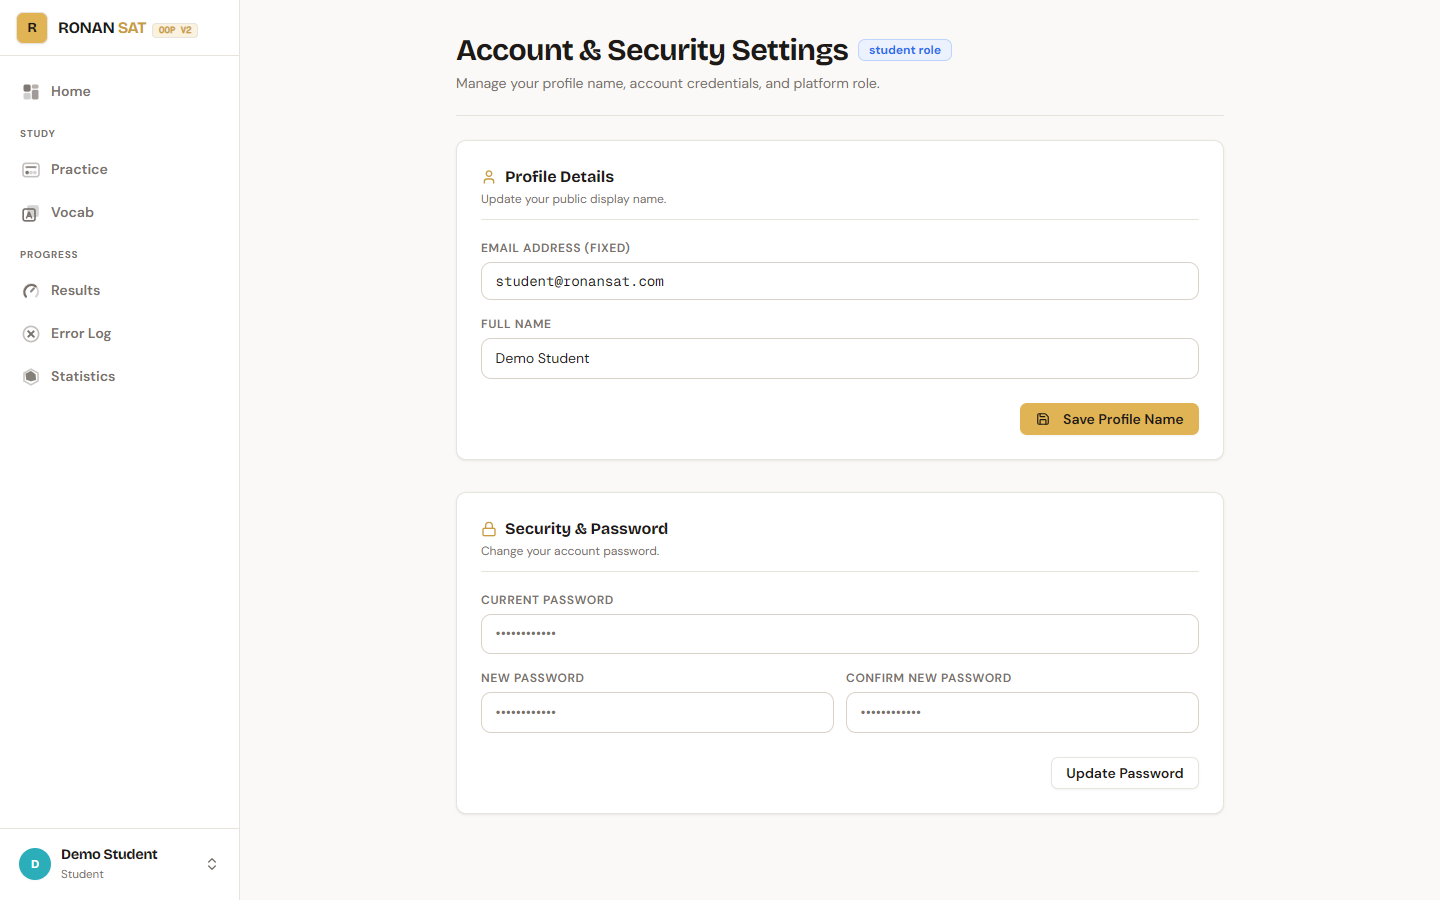 R
RONAN SAT OOP V2
Home
STUDY
Practice
A
Vocab
PROGRESS
Results
Error Log
Statistics
D
Demo Student
Student
Account & Security Settings
student role
Manage your profile name, account credentials, and platform role.
Profile Details
Update your public display name.
EMAIL ADDRESS (FIXED)
student@ronansat.com
FULL NAME
Demo Student
Save Profile Name
Security & Password
Change your account password.
CURRENT PASSWORD
••••••••••••
NEW PASSWORD
••••••••••••
CONFIRM NEW PASSWORD
••••••••••••
Update Password